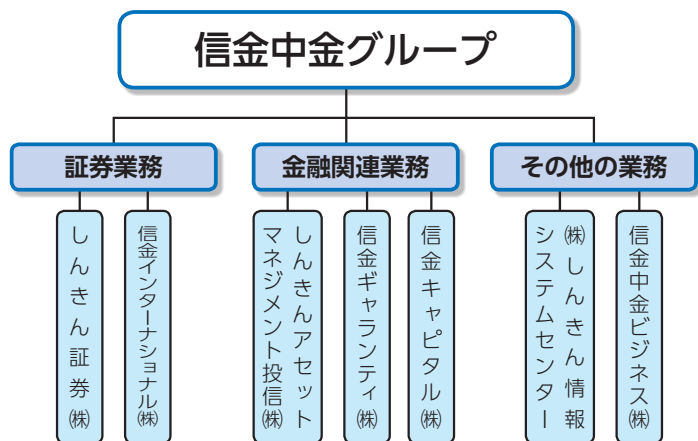 信金中金グループ
証券業務
金融関連業務
その他の業務
しんきん証券㈱
信金インターナショナル㈱
しんきんアセット
マネジメント投信㈱
信金ギャランティ㈱
信金キャピタル㈱
㈱しんきん情報
システムセンター
信金中金ビジネス㈱